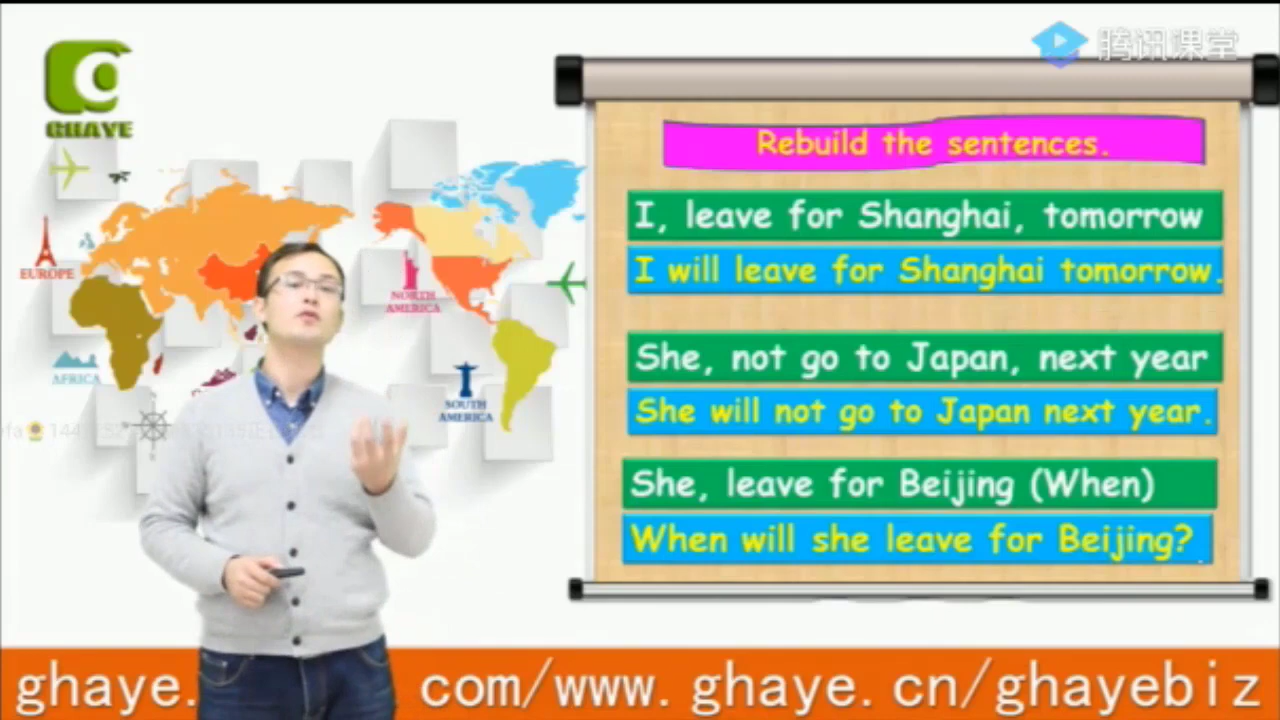 腾讯课堂
GHAYE
Rebuild the sentences.
I, leave for Shanghai, tomorrow
I will leave for Shanghai tomorrow.
She, not go to Japan, next year
She will not go to Japan next year.
She, leave for Beijing (When)
When will she leave for Beijing?
EUROPE
NORTH
AMERICA
AFRICA
SOUTH
AMERICA
ghaye. com/www. ghaye. cn/ghayebiz